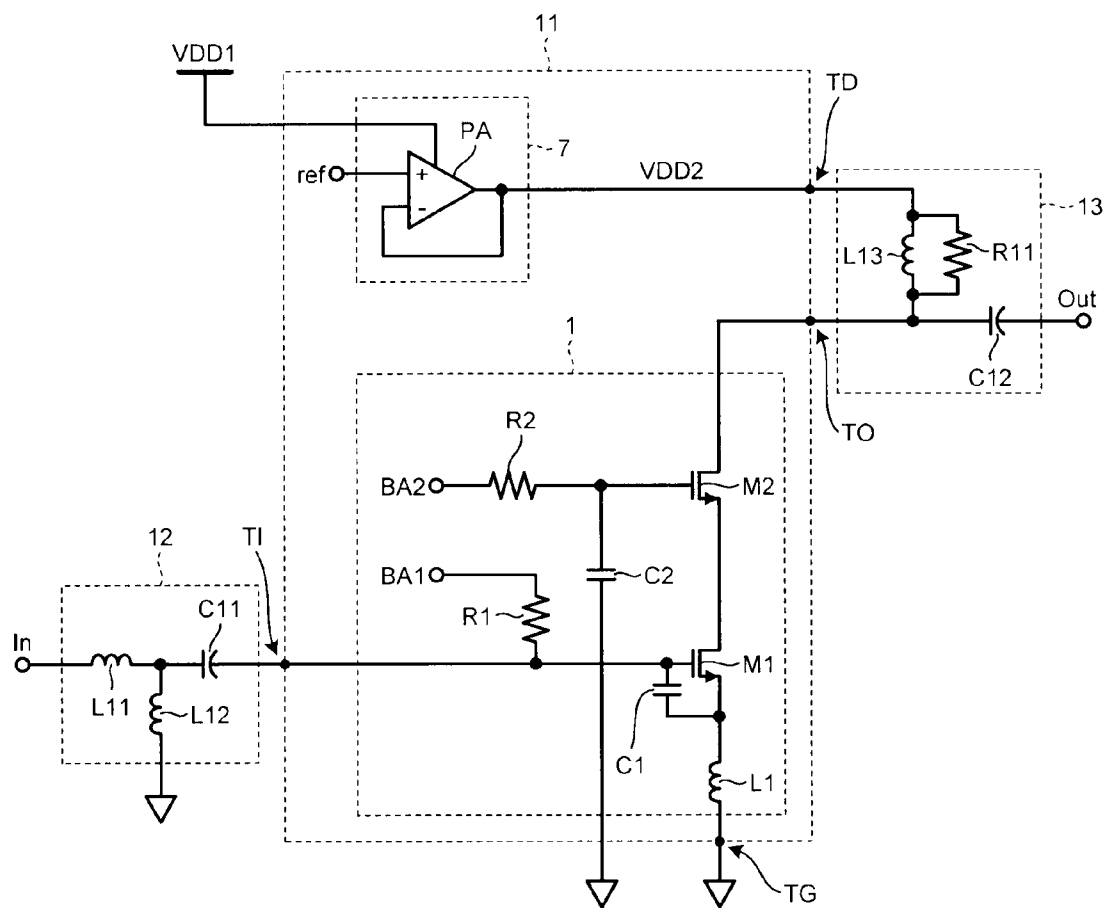 11
VDD1
TD
PA
7
ref
+
-
VDD2
13
L13
R11
Out
C12
1
TO
R2
BA2
M2
12
TI
BA1
C2
C11
R1
In
M1
L11
L12
C1
L1
TG